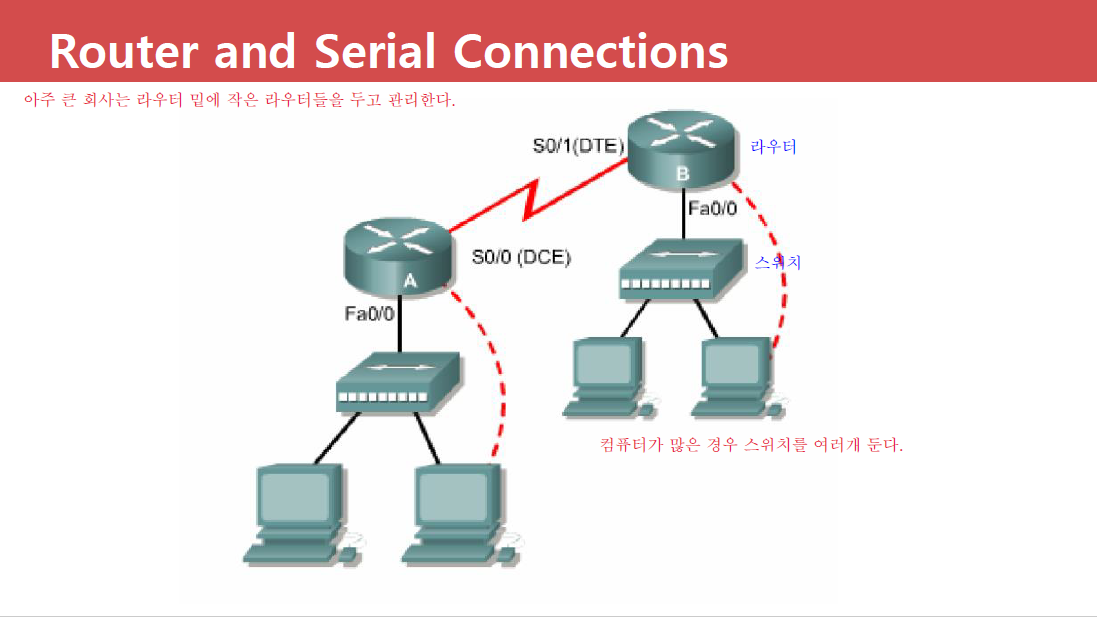 Router and Serial Connections
아주 큰 회사는 라우터 밑에 작은 라우터들을 두고 관리한다.
S0/1(DTE)
라우터
B
Fa0/0
S0/0 (DCE)
스위치
A
Fa0/0
컴퓨터가 많은 경우 스위치를 여러개 둔다.